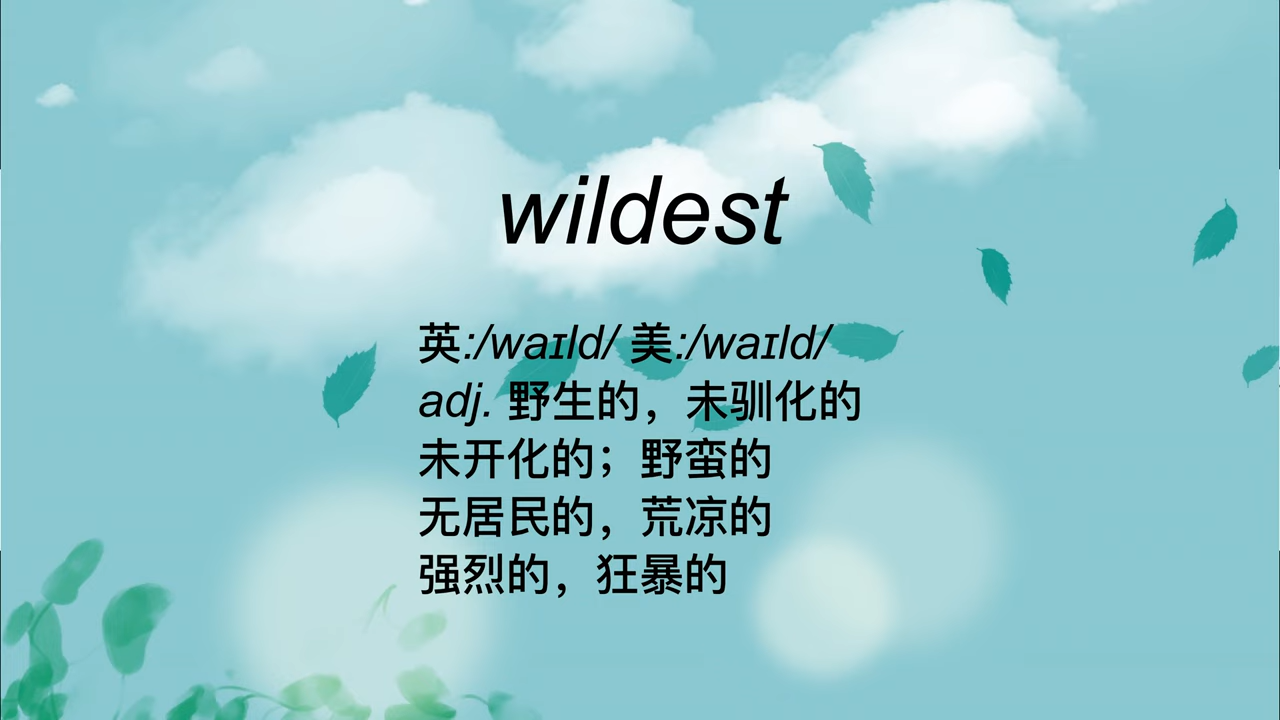 wildest
英:/waɪld/ 美:/waɪld/
adj. 野生的，未驯化的
未开化的；野蛮的
无居民的，荒凉的
强烈的，狂暴的